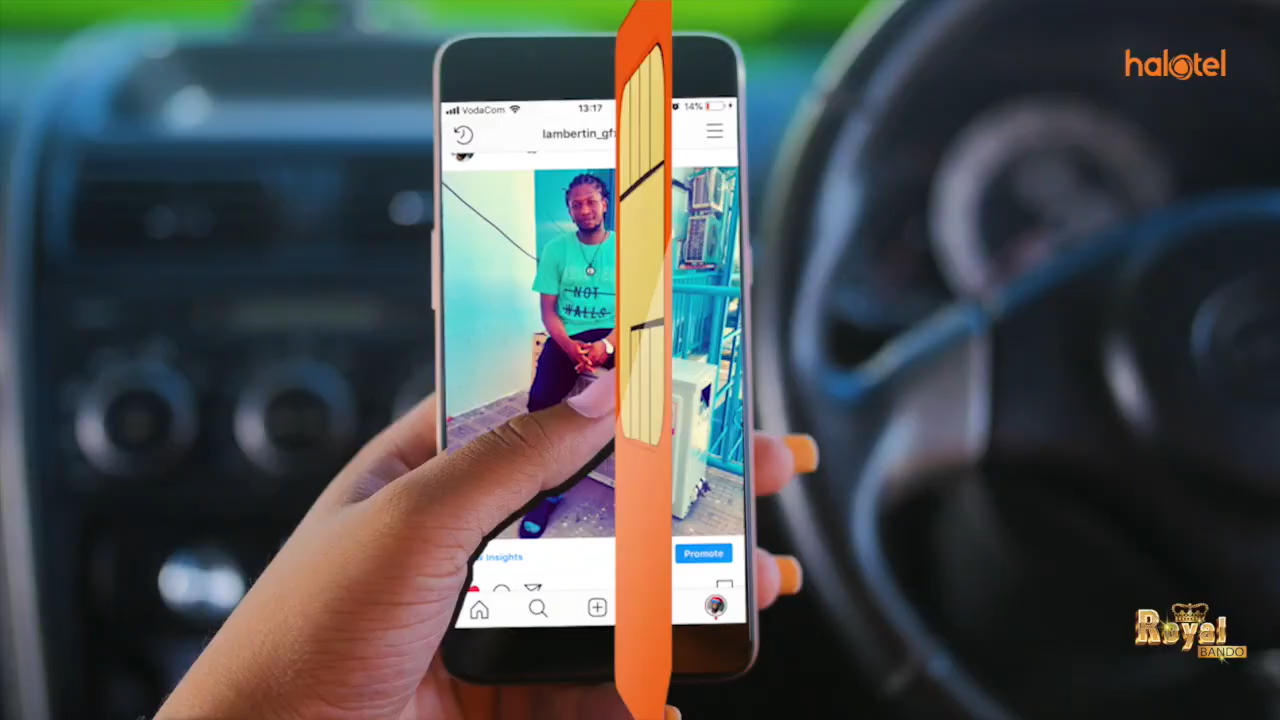 halotel
VodaCom
13:17
14%
lambertin_gf
NOT
WALLS
Insights
Promote
Royal
BANDO